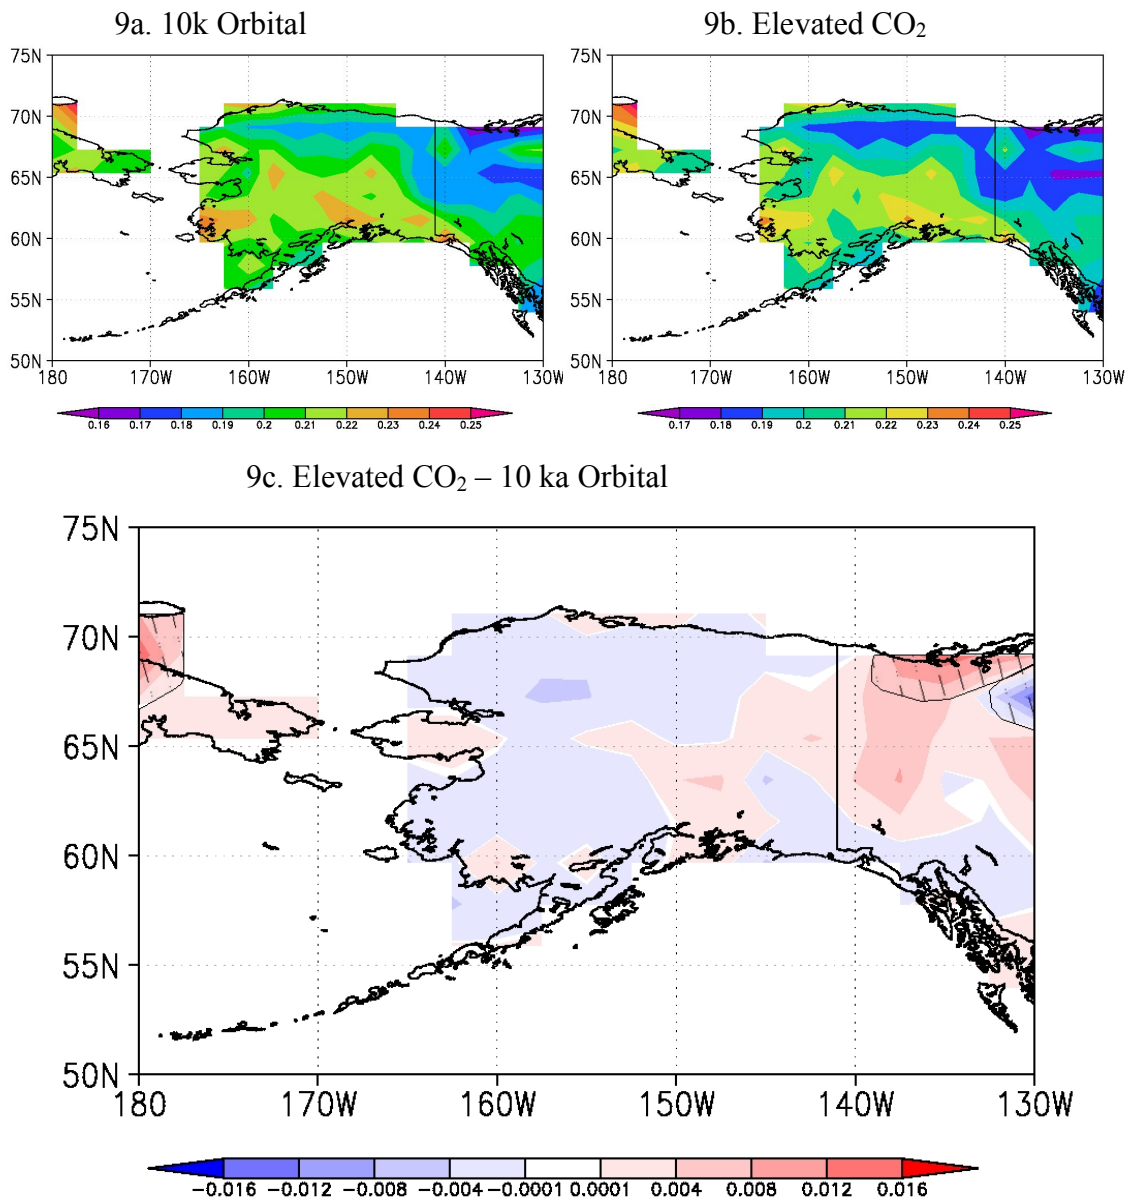 9a. 10k Orbital
9b. Elevated CO₂
75N
70N
65N
60N
55N
50N
180 170W 160W 150W 140W 130W
0.16 0.17 0.18 0.19 0.2 0.21 0.22 0.23 0.24 0.25
75N
70N
65N
60N
55N
50N
180 170W 160W 150W 140W 130W
0.17 0.18 0.19 0.2 0.21 0.22 0.23 0.24 0.25
9c. Elevated CO₂ – 10 ka Orbital
75N
70N
65N
60N
55N
50N
180 170W 160W 150W 140W 130W
−0.016 −0.012 −0.008 −0.004 −0.0001 0.0001 0.004 0.008 0.012 0.016